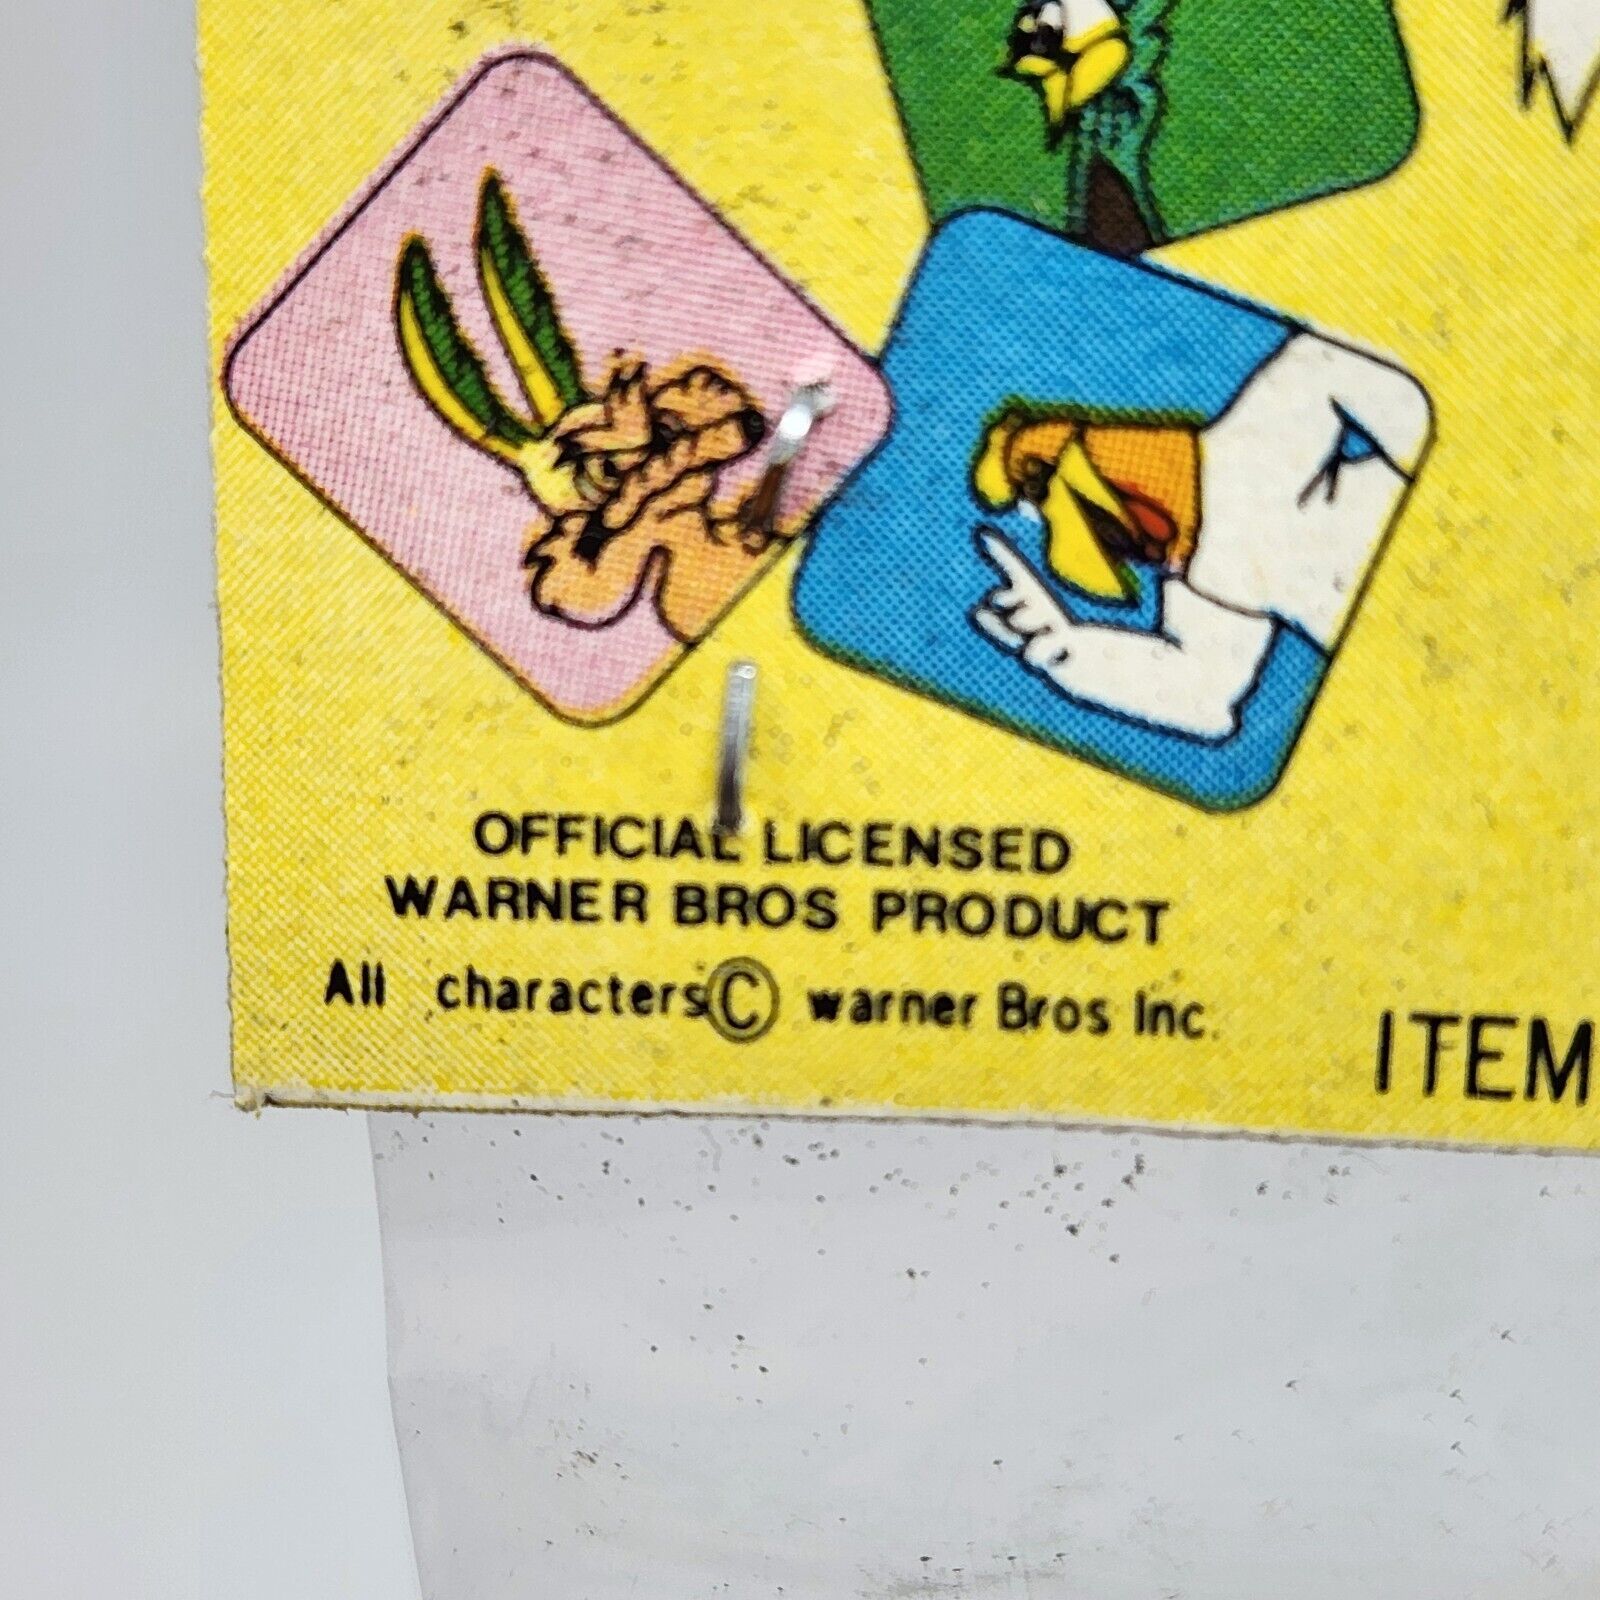 OFFICIAL LICENSED
WARNER BROS PRODUCT
All characters © warner Bros Inc.
ITEM